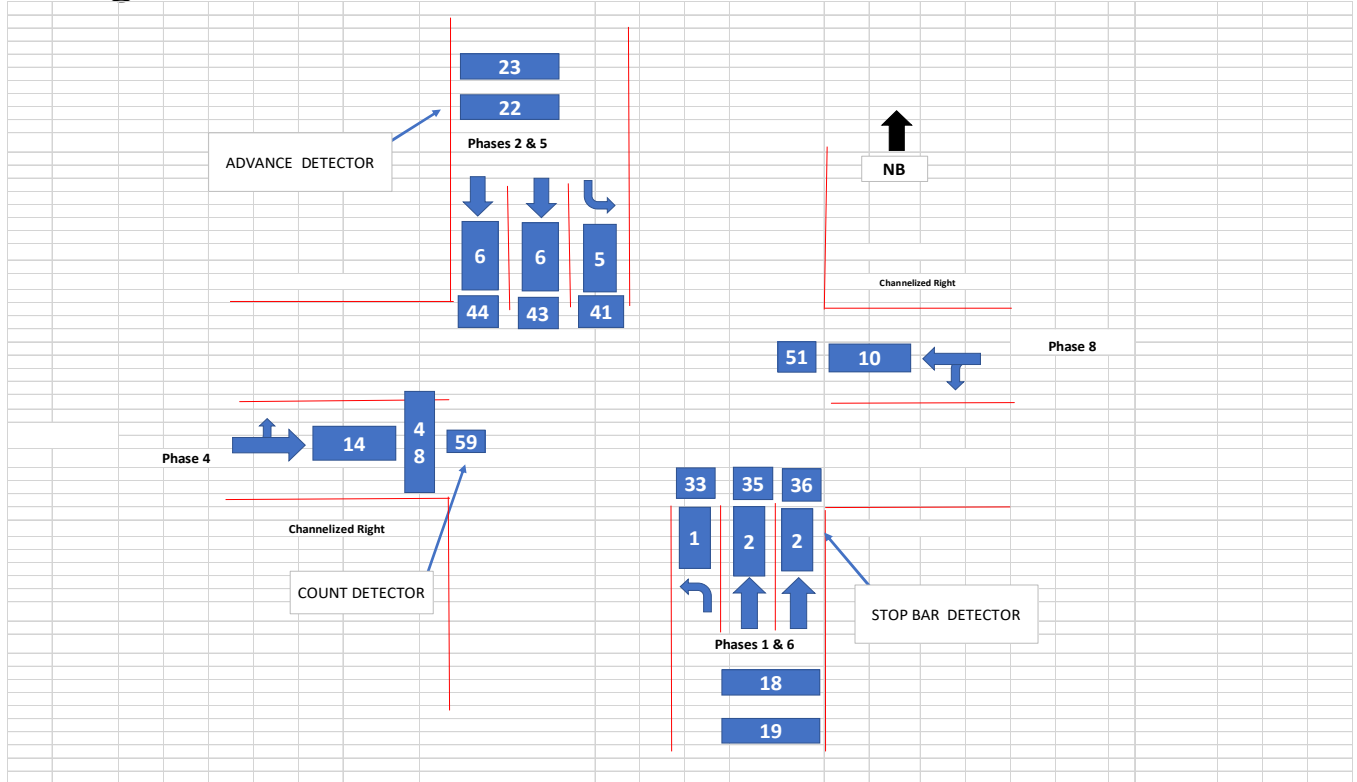 23
22
Phases 2 & 5
ADVANCE  DETECTOR
NB
6
6
5
Channelized Right
44
43
41
Phase 8
51
10
4
8
14
59
Phase 4
33
35
36
Channelized Right
1
2
2
COUNT DETECTOR
STOP BAR  DETECTOR
Phases 1 & 6
18
19